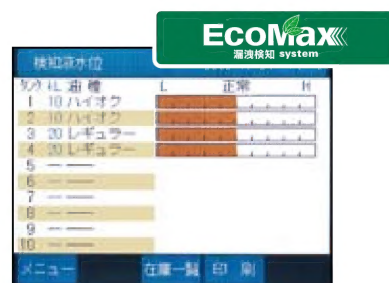 EcoMax
漏洩検知 system
検知液水位
タンク kL 油種 L 正常 H
1 10 ハイオク
2 10 ハイオク
3 20 レギュラー
4 20 レギュラー
5 -- ----
6 -- ----
7 -- ----
8 -- ----
9 -- ----
10 -- ----
メニュー 在庫一覧 印刷